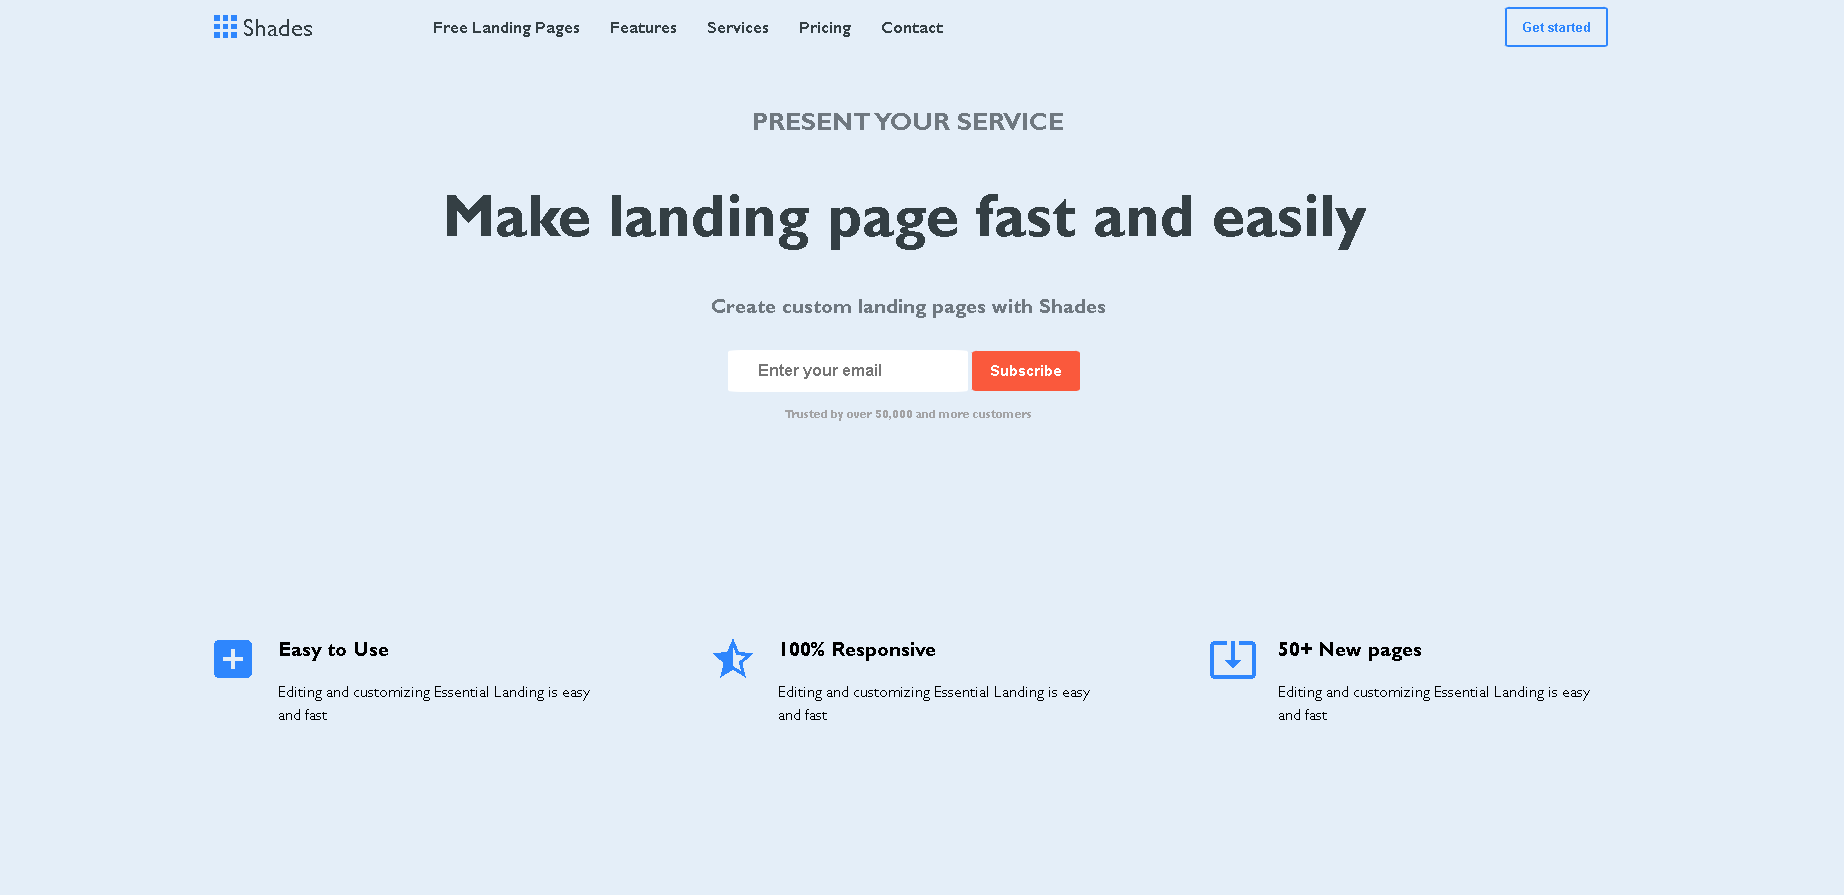 Shades
Free Landing Pages
Features
Services
Pricing
Contact
Get started
PRESENT YOUR SERVICE
Make landing page fast and easily
Create custom landing pages with Shades
Enter your email
Subscribe
Trusted by over 50,000 and more customers
Easy to Use
Editing and customizing Essential Landing is easy
and fast
100% Responsive
Editing and customizing Essential Landing is easy
and fast
50+ New pages
Editing and customizing Essential Landing is easy
and fast